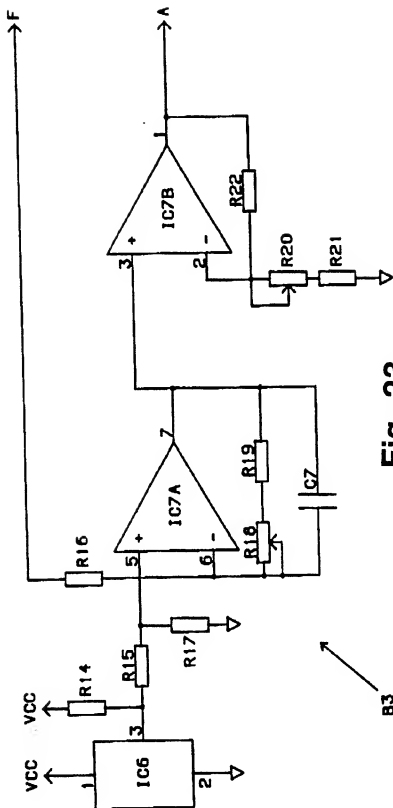 F
A
1
IC7B
+
-
3
2
R22
R20
R21
7
IC7A
+
-
5
6
R16
R19
R18
C7
R17
R15
R14
VCC
VCC
3
1
IC6
2
B3
Fig.